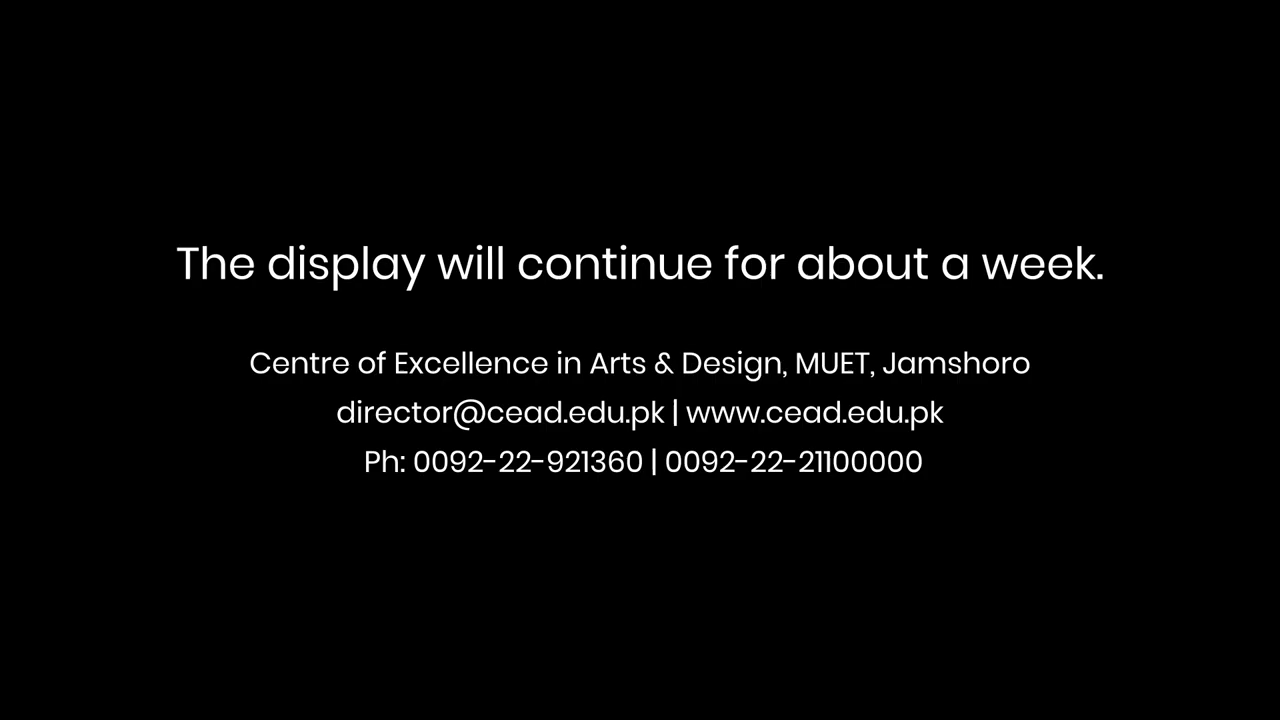 The display will continue for about a week.
Centre of Excellence in Arts & Design, MUET, Jamshoro
director@cead.edu.pk | www.cead.edu.pk
Ph: 0092-22-921360 | 0092-22-21100000